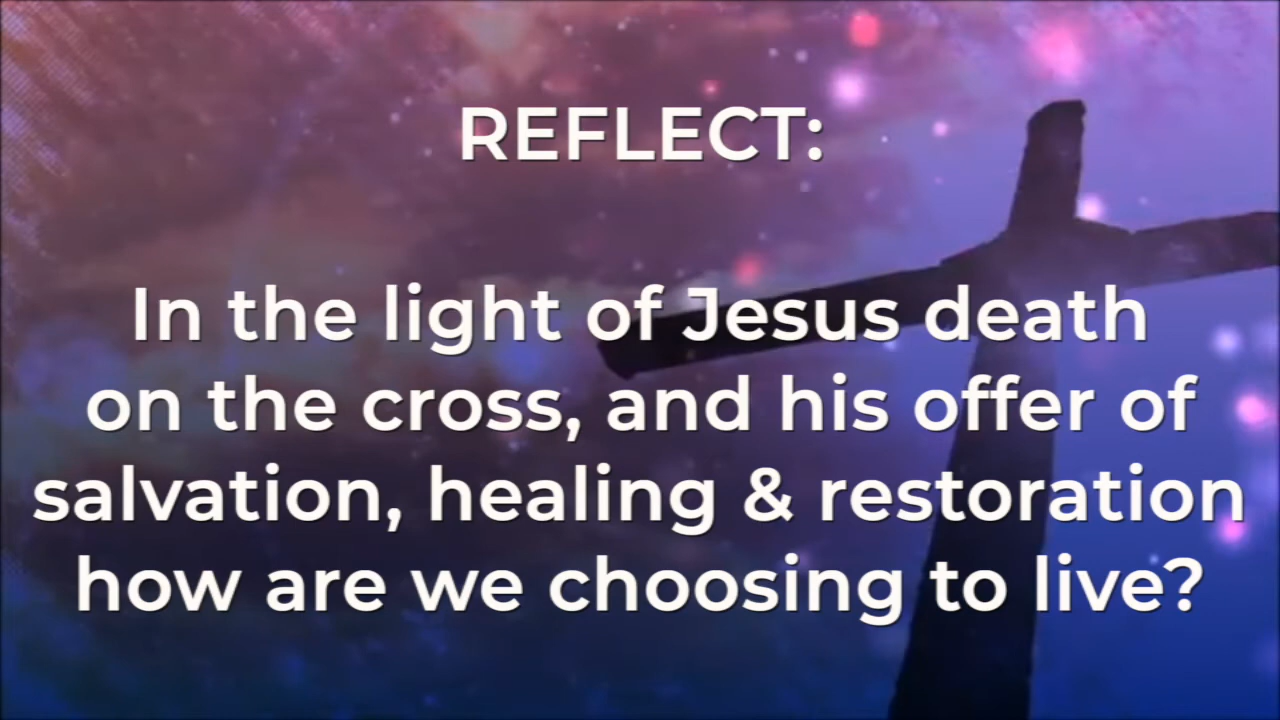 REFLECT:
In the light of Jesus death
on the cross, and his offer of
salvation, healing & restoration
how are we choosing to live?